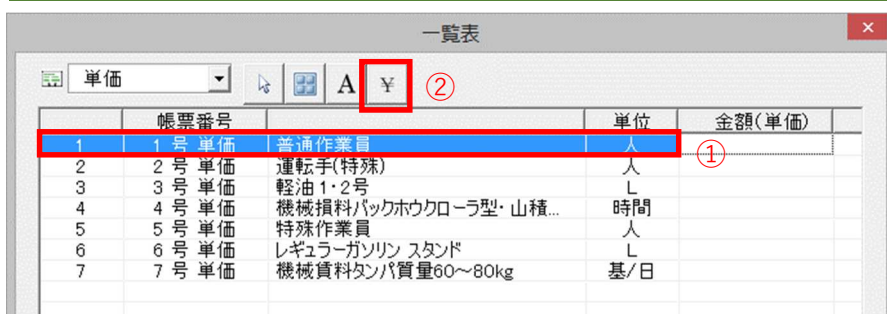 一覧表
単価 A ¥ ②
帳票番号 単位 金額(単価)
1 1 号 単価 普通作業員 人 ①
2 2 号 単価 運転手(特殊) 人
3 3 号 単価 軽油1・2号 L
4 4 号 単価 機械損料バックホウクローラ型・山積... 時間
5 5 号 単価 特殊作業員 人
6 6 号 単価 レギュラーガソリン スタンド L
7 7 号 単価 機械賃料タンパ質量60～80kg 基/日